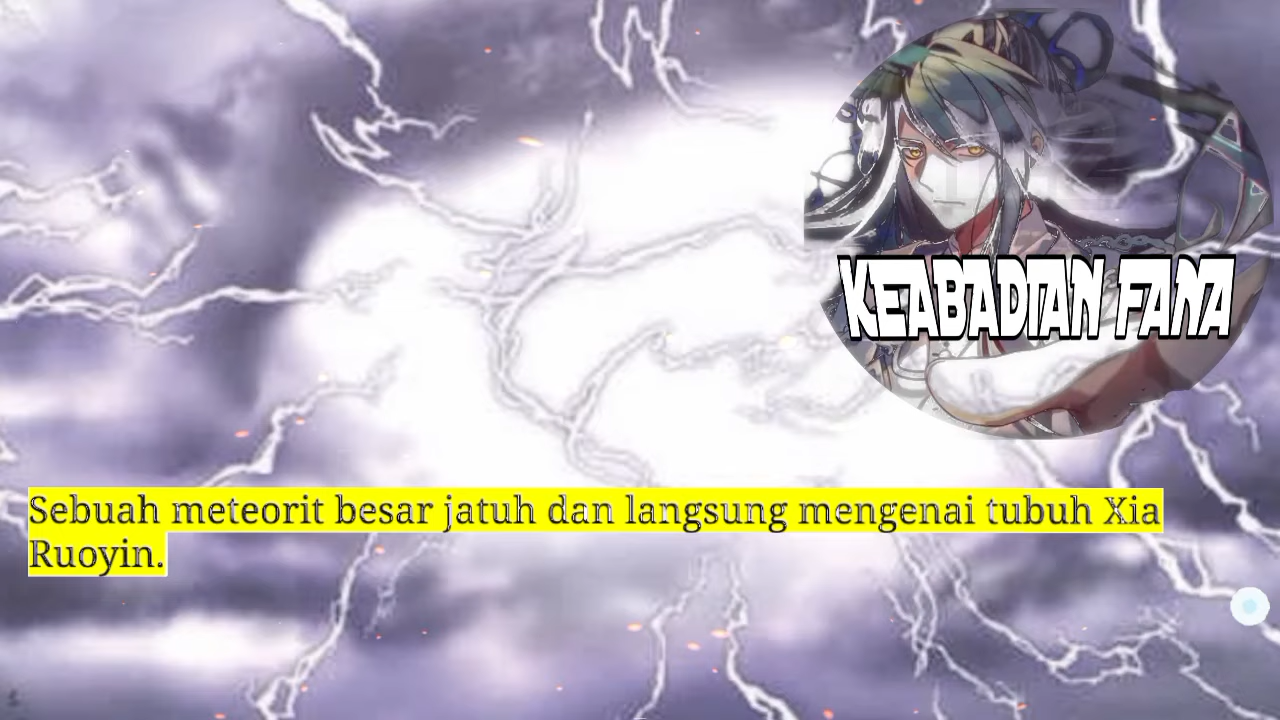 KEABADIAN FANA
Sebuah meteorit besar jatuh dan langsung mengenai tubuh Xia
Ruoyin.